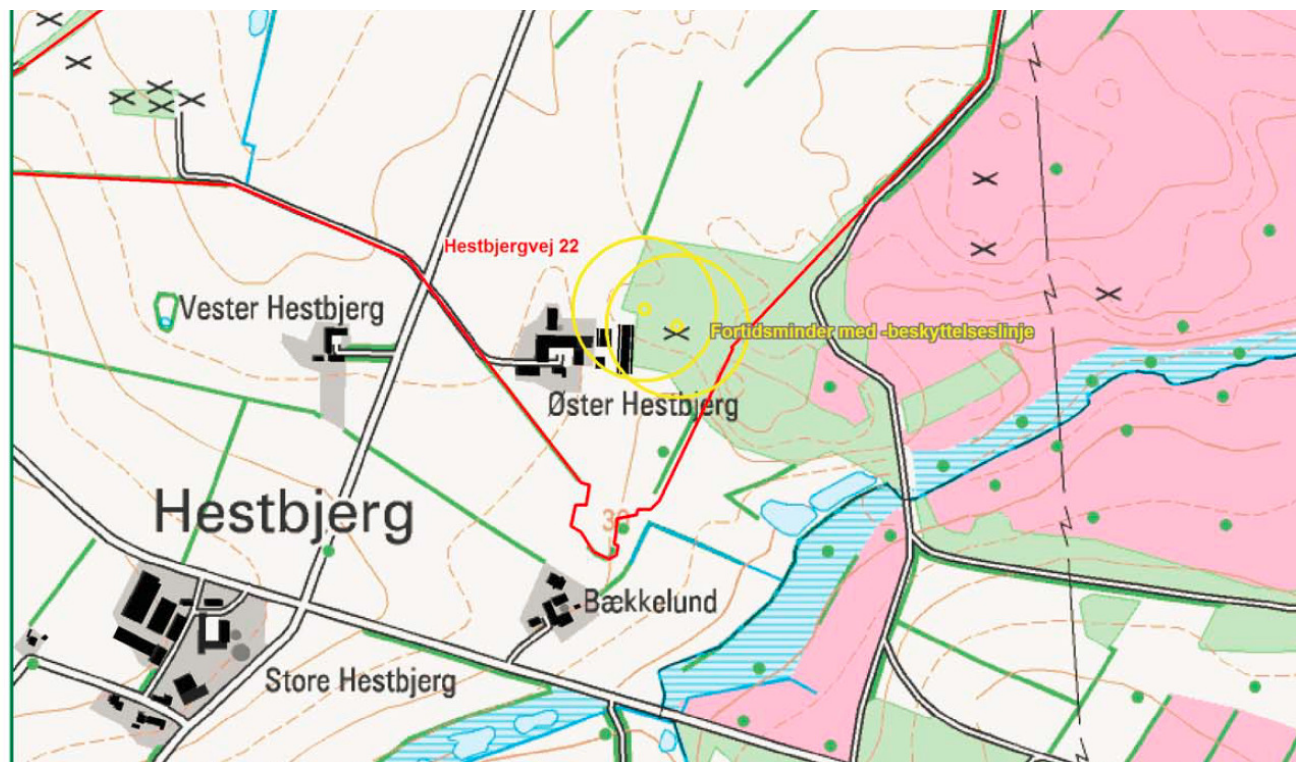 Hestbjergvej 22
Vester Hestbjerg
Fortidsminder med -beskyttelseslinje
Øster Hestbjerg
Hestbjerg
30
Bækkelund
Store Hestbjerg